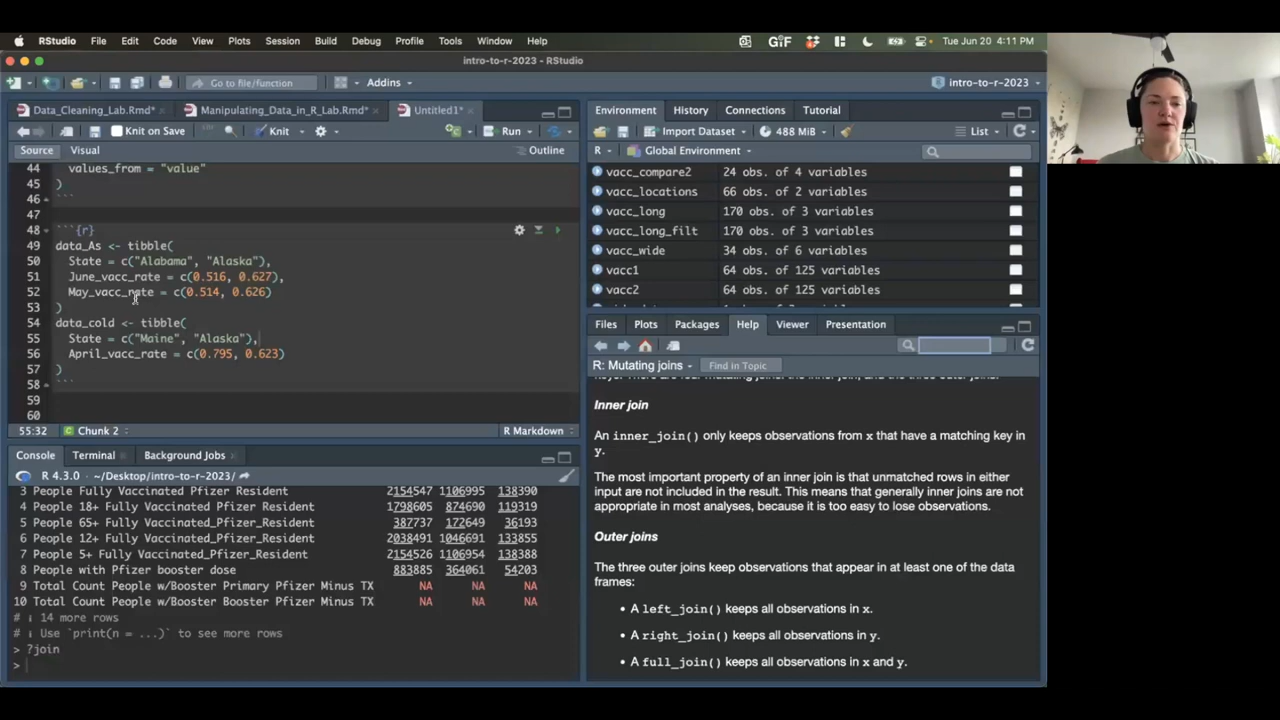 RStudio File Edit Code View Plots Session Build Debug Profile Tools Window Help GiF Tue Jun 20 4:11 PM
intro-to-r-2023 - RStudio
Go to file/function Addins intro-to-r-2023
Data_Cleaning_Lab.Rmd* Manipulating_Data_in_R_Lab.Rmd* Untitled1*
Knit on Save Knit Run
Source Visual Outline
44 values_from = "value"
45 )
46 ```
47
48 ```{r}
49 data_As <- tibble(
50 State = c("Alabama", "Alaska"),
51 June_vacc_rate = c(0.516, 0.627),
52 May_vacc_rate = c(0.514, 0.626)
53 )
54 data_cold <- tibble(
55 State = c("Maine", "Alaska"),
56 April_vacc_rate = c(0.795, 0.623)
57 )
58 ```
59
60
55:32 Chunk 2 R Markdown
Console Terminal Background Jobs
R 4.3.0 · ~/Desktop/intro-to-r-2023/
3 People Fully Vaccinated Pfizer Resident 2154547 1106995 138390
4 People 18+ Fully Vaccinated Pfizer Resident 1798605 874690 119319
5 People 65+ Fully Vaccinated_Pfizer_Resident 387737 172649 36193
6 People 12+ Fully Vaccinated_Pfizer_Resident 2038491 1046691 133855
7 People 5+ Fully Vaccinated_Pfizer_Resident 2154526 1106954 138388
8 People with Pfizer booster dose 883885 364061 54203
9 Total Count People w/Booster Primary Pfizer Minus TX NA NA NA
10 Total Count People w/Booster Booster Pfizer Minus TX NA NA NA
# ℹ 14 more rows
# ℹ Use `print(n = ...)` to see more rows
> ?join
>
Environment History Connections Tutorial
Import Dataset 488 MiB List
R Global Environment
vacc_compare2 24 obs. of 4 variables
vacc_locations 66 obs. of 2 variables
vacc_long 170 obs. of 3 variables
vacc_long_filt 170 obs. of 3 variables
vacc_wide 34 obs. of 6 variables
vacc1 64 obs. of 125 variables
vacc2 64 obs. of 125 variables
Files Plots Packages Help Viewer Presentation
R: Mutating joins Find in Topic
Inner join
An inner_join() only keeps observations from x that have a matching key in
y.
The most important property of an inner join is that unmatched rows in either
input are not included in the result. This means that generally inner joins are not
appropriate in most analyses, because it is too easy to lose observations.
Outer joins
The three outer joins keep observations that appear in at least one of the data
frames:
• A left_join() keeps all observations in x.
• A right_join() keeps all observations in y.
• A full_join() keeps all observations in x and y.